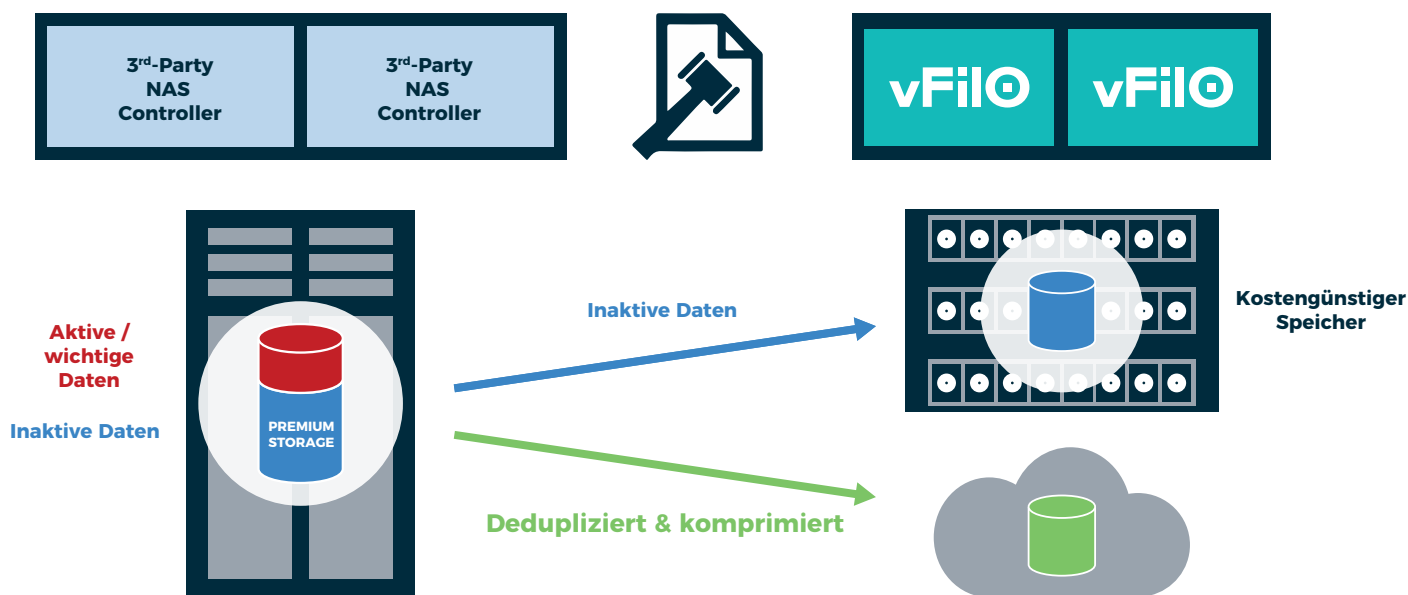 3rd-Party
NAS
Controller
3rd-Party
NAS
Controller
vFilO
vFilO
Aktive /
wichtige
Daten
Inaktive Daten
PREMIUM
STORAGE
Inaktive Daten
Kostengünstiger
Speicher
Dedupliziert & komprimiert